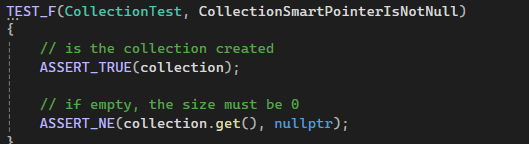 TEST_F(CollectionTest, CollectionSmartPointerIsNotNull)
{
// is the collection created
ASSERT_TRUE(collection);
// if empty, the size must be 0
ASSERT_NE(collection.get(), nullptr);
}